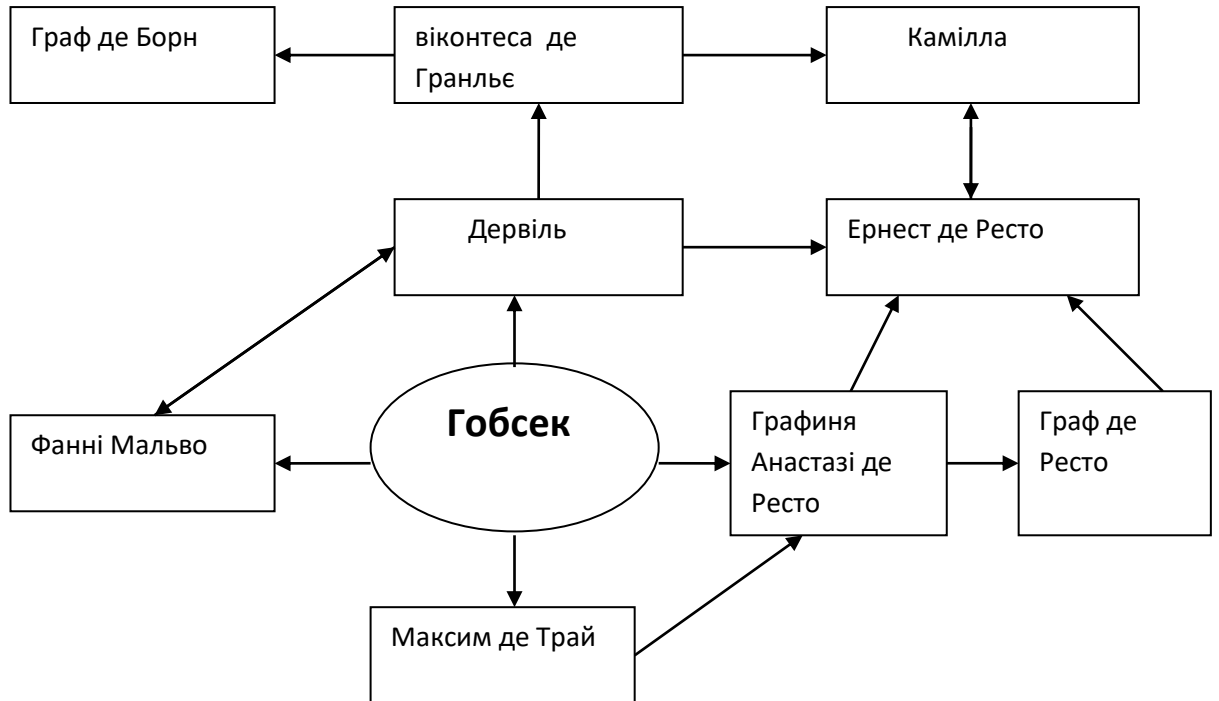 Граф де Борн
віконтеса де
Гранльє
Камілла
Дервіль
Ернест де Ресто
Гобсек
Фанні Мальво
Графиня
Анастазі де
Ресто
Граф де
Ресто
Максим де Трай